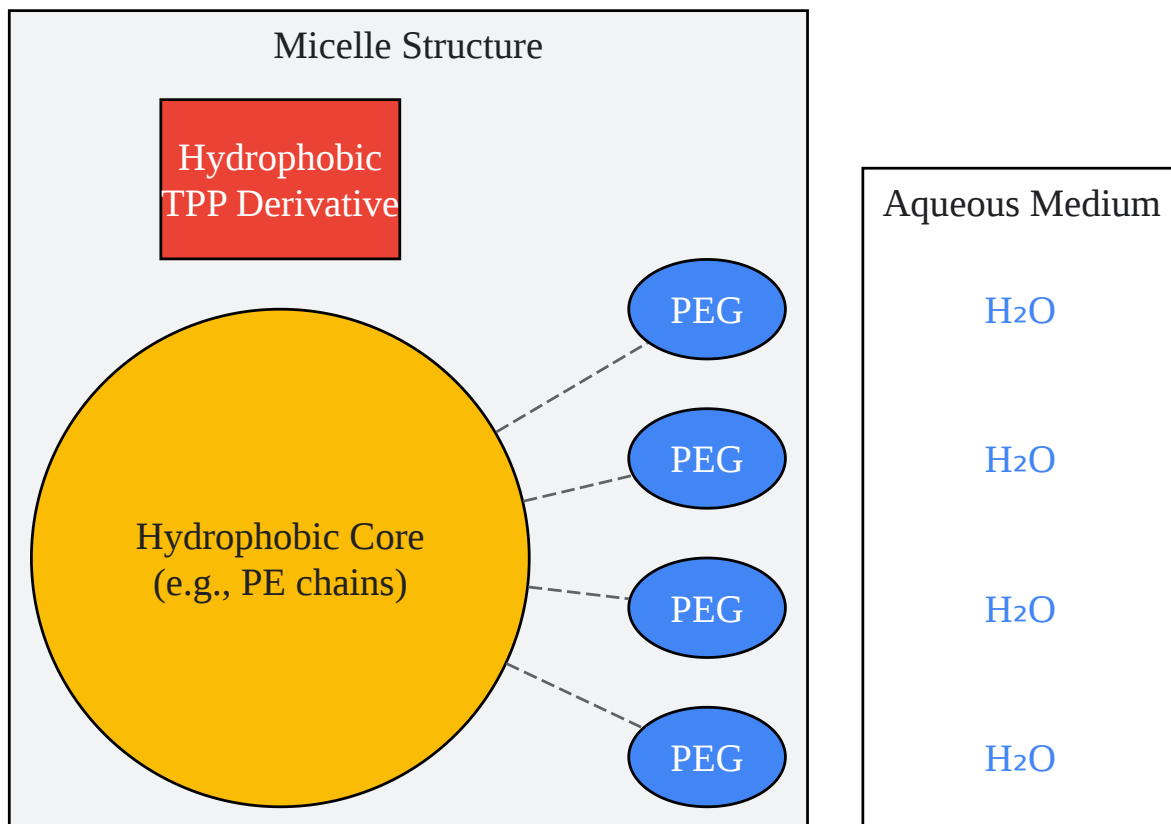 Micelle Structure
Hydrophobic
TPP Derivative
Hydrophobic Core
(e.g., PE chains)
PEG
PEG
PEG
PEG
Aqueous Medium
H₂O
H₂O
H₂O
H₂O